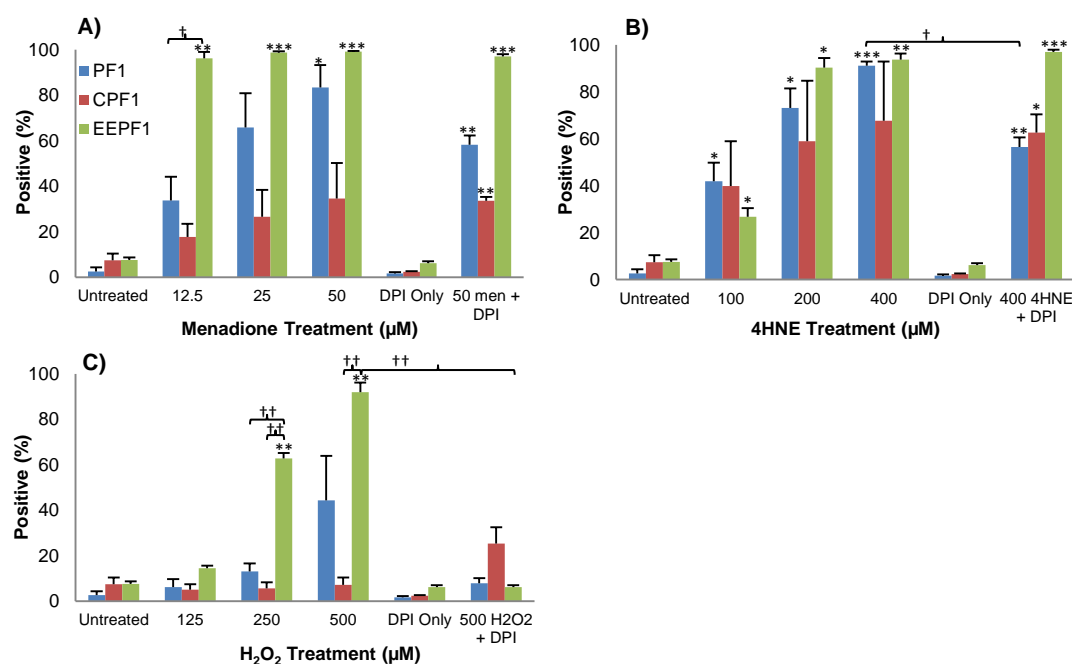 A)
†
** *** * *** *** ** **
100
80
60
40
20
0
Positive (%)
PF1
CPF1
EEPF1
Untreated 12.5 25 50 DPI Only 50 men + DPI
Menadione Treatment (µM)
B)
†
* * * * *** ** *** ** *
100
80
60
40
20
0
Positive (%)
Untreated 100 200 400 DPI Only 400 4HNE + DPI
4HNE Treatment (µM)
C)
†† ††
**
††
††
**
100
80
60
40
20
0
Positive (%)
Untreated 125 250 500 DPI Only 500 H2O2 + DPI
H₂O₂ Treatment (µM)